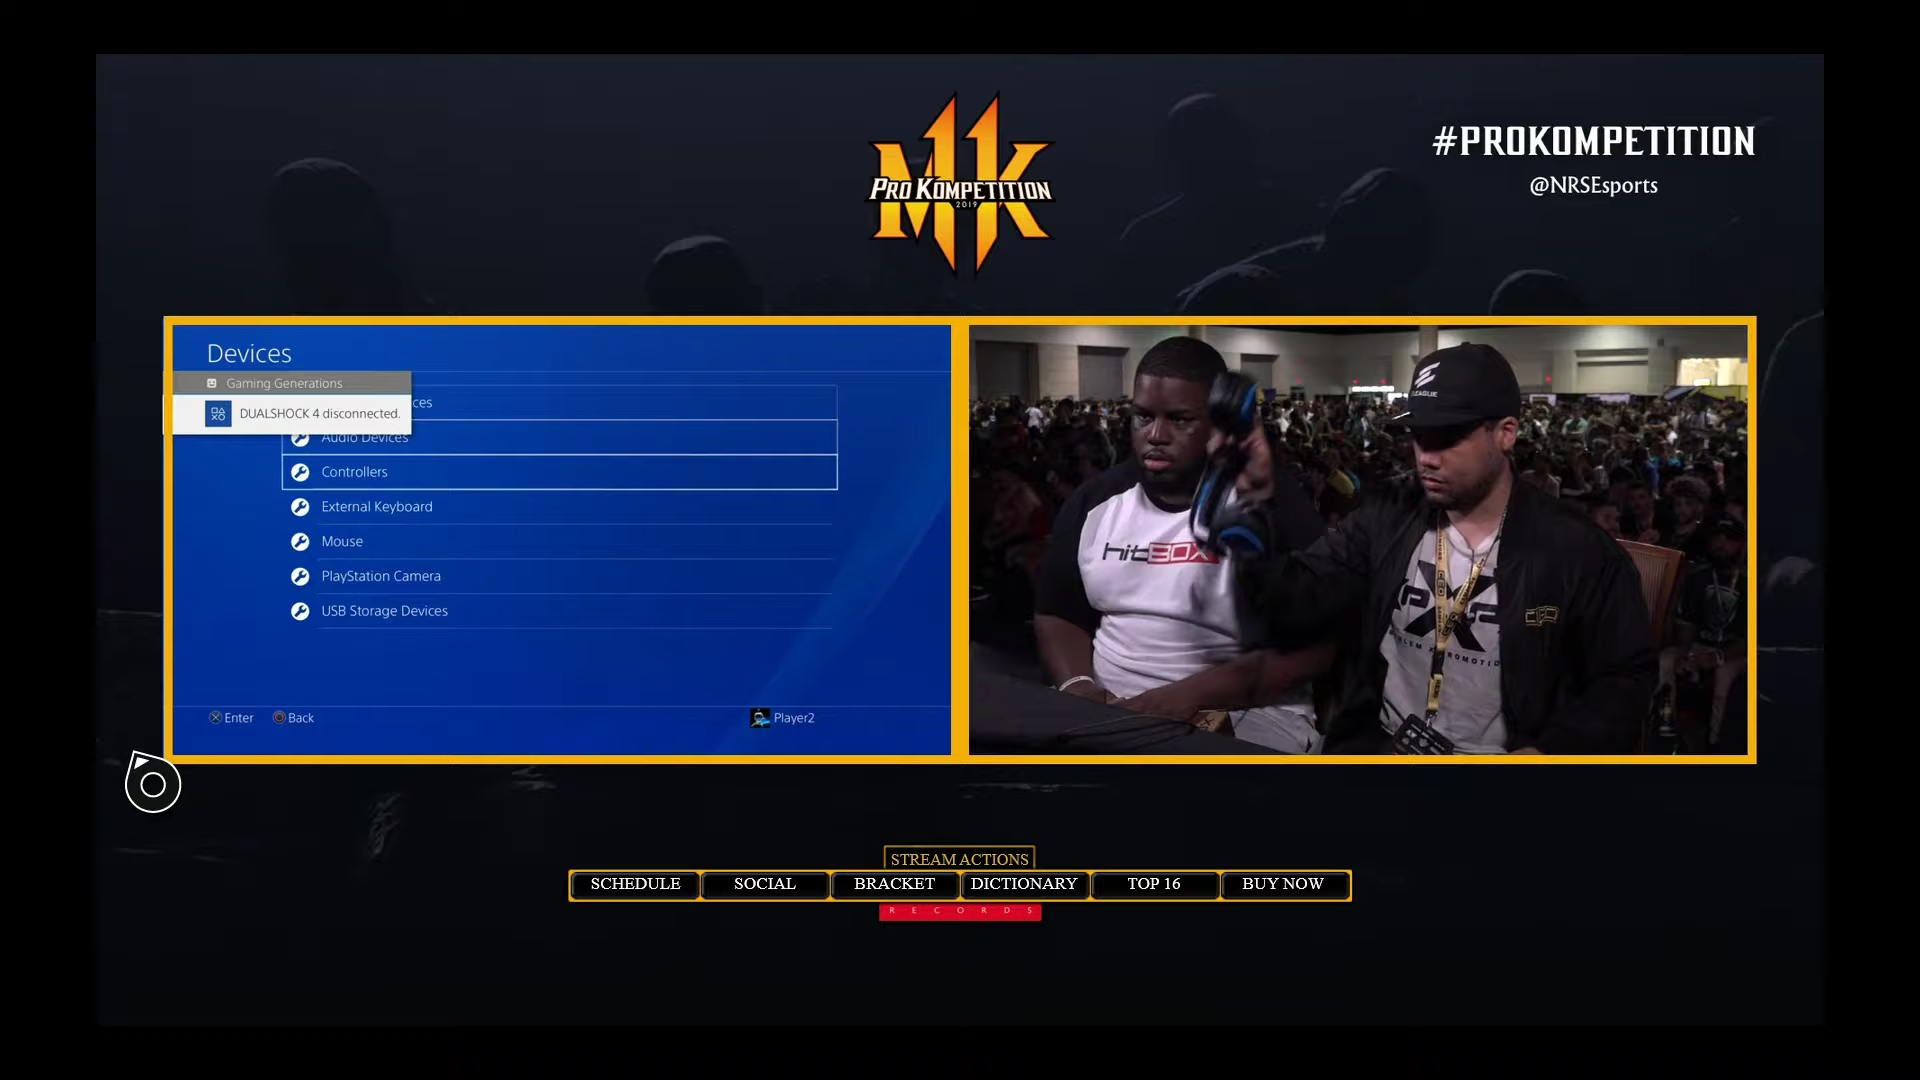 #PROKOMPETITION
@NRSEsports
PRO KOMPETITION
2019
Devices
Gaming Generations
DUALSHOCK 4 disconnected.
Audio Devices
Controllers
External Keyboard
Mouse
PlayStation Camera
USB Storage Devices
Enter
Back
Player2
hitBOX
STREAM ACTIONS
SCHEDULE
SOCIAL
BRACKET
DICTIONARY
TOP 16
BUY NOW
RECORDS